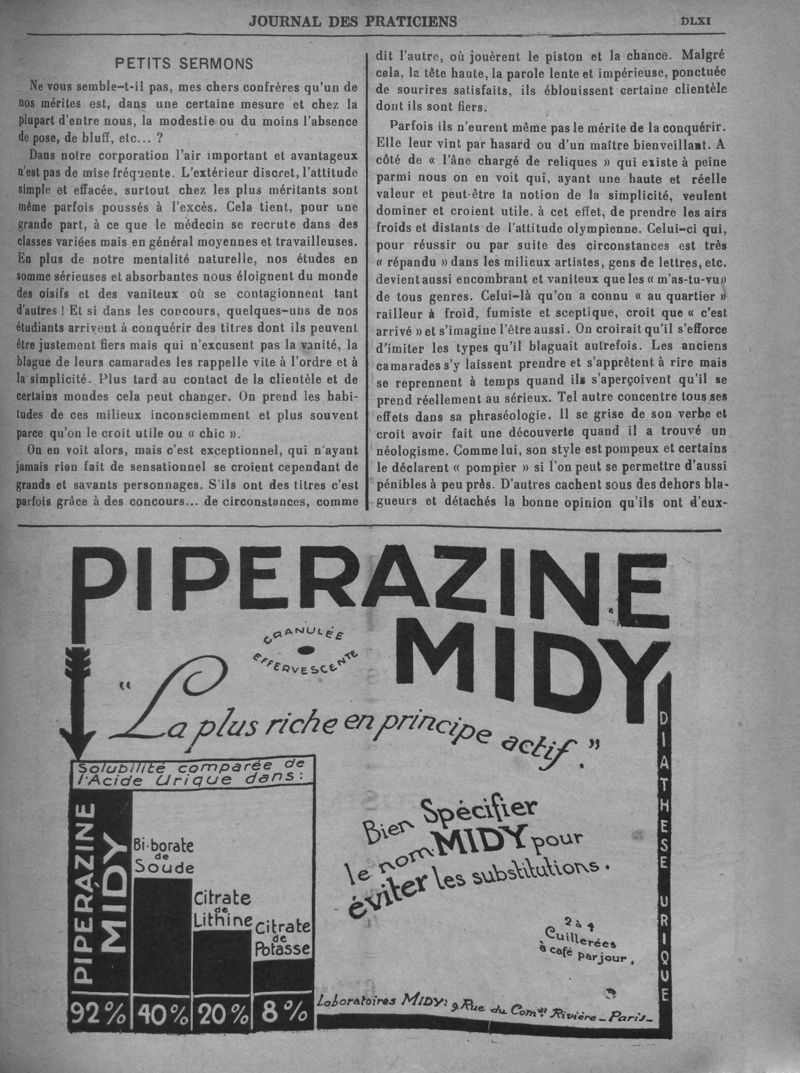 JOURNAL DES PRATICIENS
DLXI
PETITS SERMONS
Ne vous semble-t-il pas, mes chers confrères qu'un de
nos mérites est, dans une certaine mesure et chez la
plupart d'entre nous, la modestie ou du moins l'absence
de pose, de bluff, etc... ?
Dans notre corporation l'air important et avantageux
n'est pas de mise fréquente. L'extérieur discret, l'attitude
simple et effacée, surtout chez les plus méritants sont
même parfois poussés à l'excès. Cela tient, pour une
grande part, à ce que le médecin se recrute dans des
classes variées mais en général moyennes et travailleuses.
En plus de notre mentalité naturelle, nos études en
somme sérieuses et absorbantes nous éloignent du monde
des oisifs et des vaniteux où se contagionnent tant
d'autres ! Et si dans les concours, quelques-uns de nos
étudiants arrivent à conquérir des titres dont ils peuvent
être justement fiers mais qui n'excusent pas la vanité, la
blague de leurs camarades les rappelle vite à l'ordre et à
la simplicité. Plus tard au contact de la clientèle et de
certains mondes cela peut changer. On prend les habi-
tudes de ces milieux inconsciemment et plus souvent
parce qu'on le croit utile ou « chic ».
On en voit alors, mais c'est exceptionnel, qui n'ayant
jamais rien fait de sensationnel se croient cependant de
grands et savants personnages. S'ils ont des titres c'est
parfois grâce à des concours... de circonstances, comme
dit l'autre, où jouèrent le piston et la chance. Malgré
cela, la tête haute, la parole lente et impérieuse, ponctuée
de sourires satisfaits, ils éblouissent certaine clientèle
dont ils sont fiers.
Parfois ils n'eurent même pas le mérite de la conquérir.
Elle leur vint par hasard ou d'un maître bienveillant. A
côté de « l'âne chargé de reliques » qui existe à peine
parmi nous on en voit qui, ayant une haute et réelle
valeur et peut-être la notion de la simplicité, veulent
dominer et croient utile. à cet effet, de prendre les airs
froids et distants de l'attitude olympienne. Celui-ci qui,
pour réussir ou par suite des circonstances est très
« répandu » dans les milieux artistes, gens de lettres, etc.
devient aussi encombrant et vaniteux que les « m'as-tu-vu»
de tous genres. Celui-là qu'on a connu « au quartier »
railleur à froid, fumiste et sceptique, croit que « c'est
arrivé » et s'imagine l'être aussi. On croirait qu'il s'efforce
d'imiter les types qu'il blaguait autrefois. Les anciens
camarades s'y laissent prendre et s'apprêtent à rire mais
se reprennent à temps quand ils s'aperçoivent qu'il se
prend réellement au sérieux. Tel autre concentre tous ses
effets dans sa phraséologie. Il se grise de son verbe et
croit avoir fait une découverte quand il a trouvé un
néologisme. Comme lui, son style est pompeux et certains
le déclarent « pompier » si l'on peut se permettre d'aussi
pénibles à peu près. D'autres cachent sous des dehors bla-
gueurs et détachés la bonne opinion qu'ils ont d'eux-
PIPERAZINE
MIDY
GRANULÉE
EFFERVESCENTE
"La plus riche en principe actif."
Solubilité comparée de
l'Acide Urique dans:
PIPERAZINE
MIDY
Bi-borate
de
Soude
Citrate
de
Lithine
Citrate
de
Potasse
92%
40%
20%
8%
Bien Spécifier
le nom MIDY pour
éviter les substitutions.
2 à 4
Cuillerées
à café par jour.
DIATHESE URIQUE
Laboratoires MIDY: 9 Rue du Comdt Rivière - Paris -